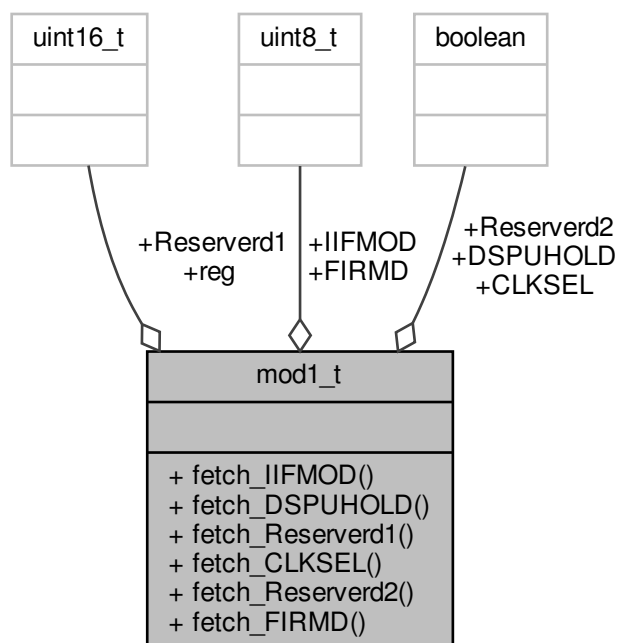 uint16_t
uint8_t
boolean
+Reserverd1
+reg
+IIFMOD
+FIRMD
+Reserverd2
+DSPUHOLD
+CLKSEL
mod1_t
+ fetch_IIFMOD()
+ fetch_DSPUHOLD()
+ fetch_Reserverd1()
+ fetch_CLKSEL()
+ fetch_Reserverd2()
+ fetch_FIRMD()